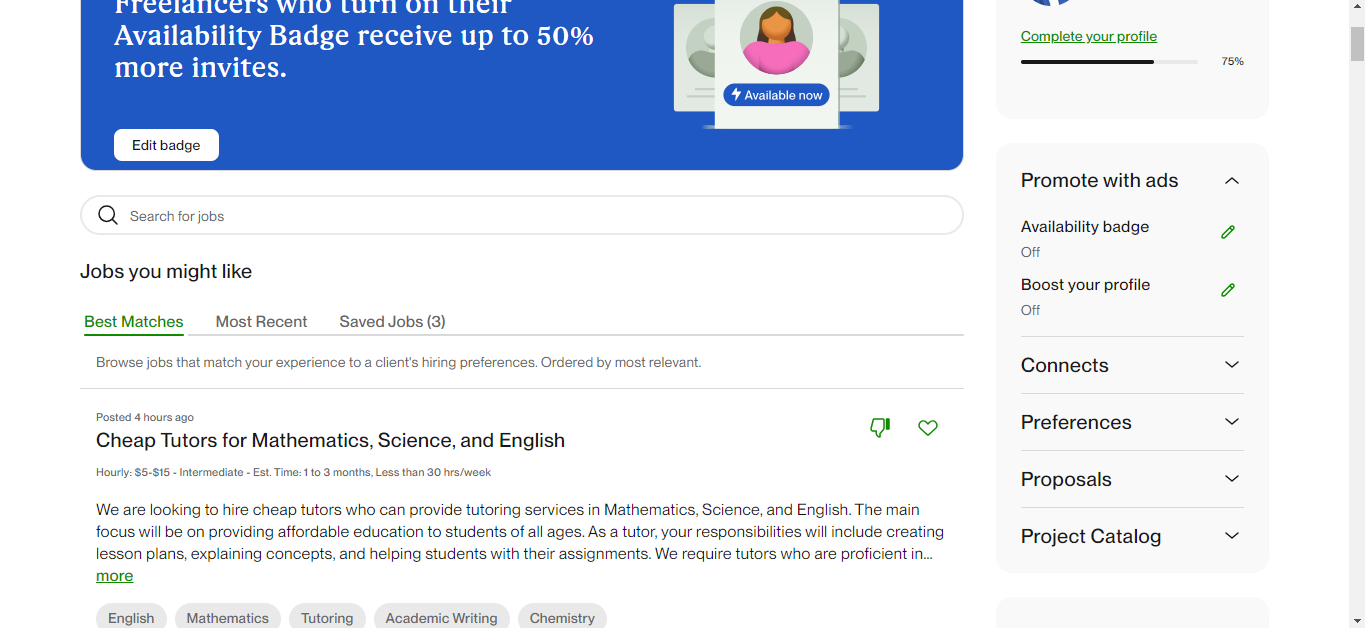 Freelancers who turn on their
Availability Badge receive up to 50%
more invites.
Available now
Edit badge
Search for jobs
Jobs you might like
Best Matches
Most Recent
Saved Jobs (3)
Browse jobs that match your experience to a client's hiring preferences. Ordered by most relevant.
Posted 4 hours ago
Cheap Tutors for Mathematics, Science, and English
Hourly: $5-$15 - Intermediate - Est. Time: 1 to 3 months, Less than 30 hrs/week
We are looking to hire cheap tutors who can provide tutoring services in Mathematics, Science, and English. The main
focus will be on providing affordable education to students of all ages. As a tutor, your responsibilities will include creating
lesson plans, explaining concepts, and helping students with their assignments. We require tutors who are proficient in...
more
English
Mathematics
Tutoring
Academic Writing
Chemistry
Complete your profile
75%
Promote with ads
Availability badge
Off
Boost your profile
Off
Connects
Preferences
Proposals
Project Catalog